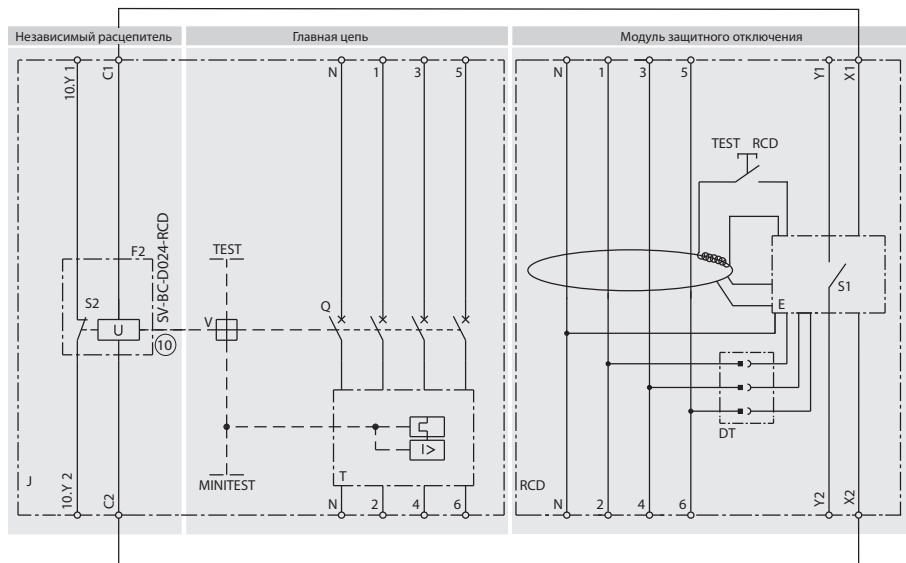 Независимый расцепитель
Главная цепь
Модуль защитного отключения
10.Y 1
C1
N
1
3
5
N
1
3
5
Y1
X1
TEST RCD
F2
SV-BC-D024-RCD
TEST
S2
U
10
V
Q
E
S1
I>
DT
J
10.Y 2
C2
MINITEST
T
N
2
4
6
RCD
N
2
4
6
Y2
X2